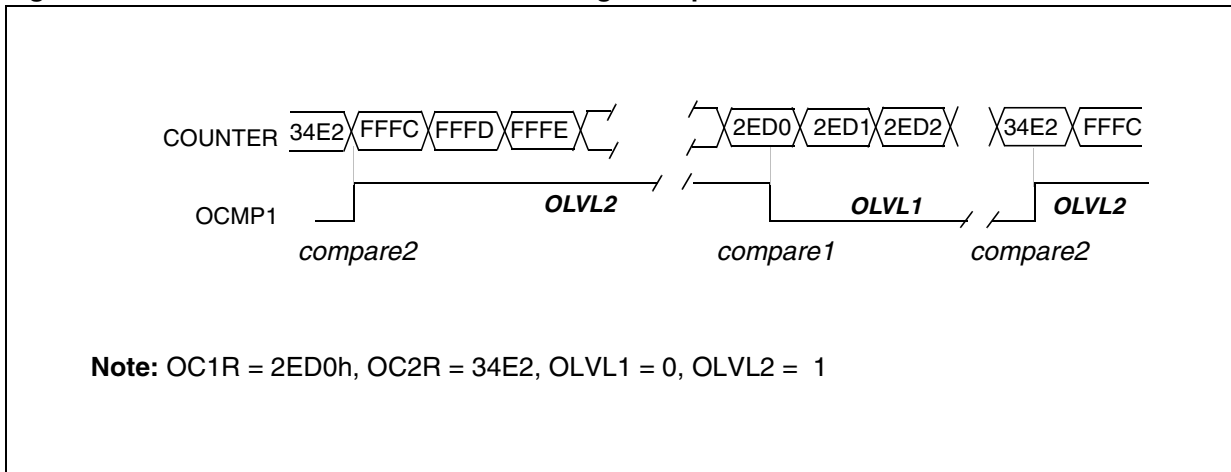 COUNTER 34E2 FFFC FFFD FFFE 2ED0 2ED1 2ED2 34E2 FFFC
OCMP1 OLVL2 OLVL1 OLVL2
compare2 compare1 compare2
Note: OC1R = 2ED0h, OC2R = 34E2, OLVL1 = 0, OLVL2 = 1